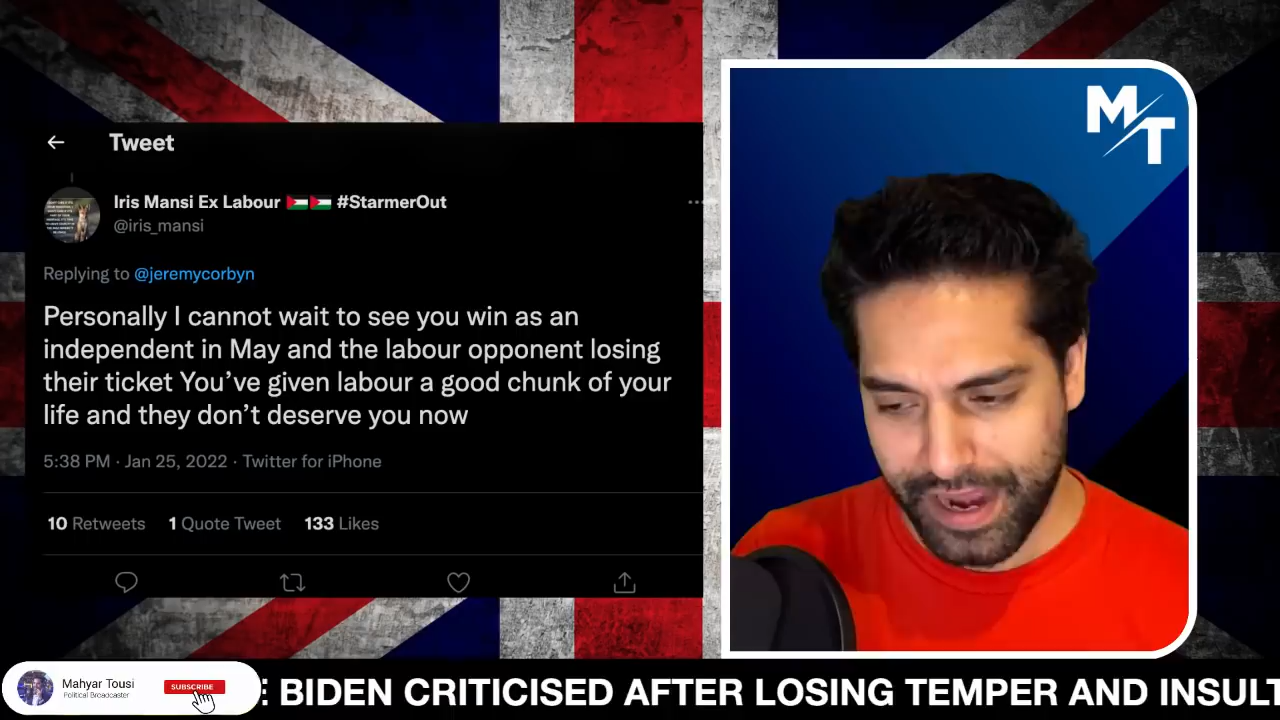 Tweet
Iris Mansi Ex Labour 🇵🇸🇵🇸 #StarmerOut
@iris_mansi
Replying to @jeremycorbyn
Personally I cannot wait to see you win as an
independent in May and the labour opponent losing
their ticket You’ve given labour a good chunk of your
life and they don’t deserve you now
5:38 PM · Jan 25, 2022 · Twitter for iPhone
10 Retweets 1 Quote Tweet 133 Likes
MT
Mahyar Tousi
Political Broadcaster
SUBSCRIBE
E BIDEN CRITICISED AFTER LOSING TEMPER AND INSULT